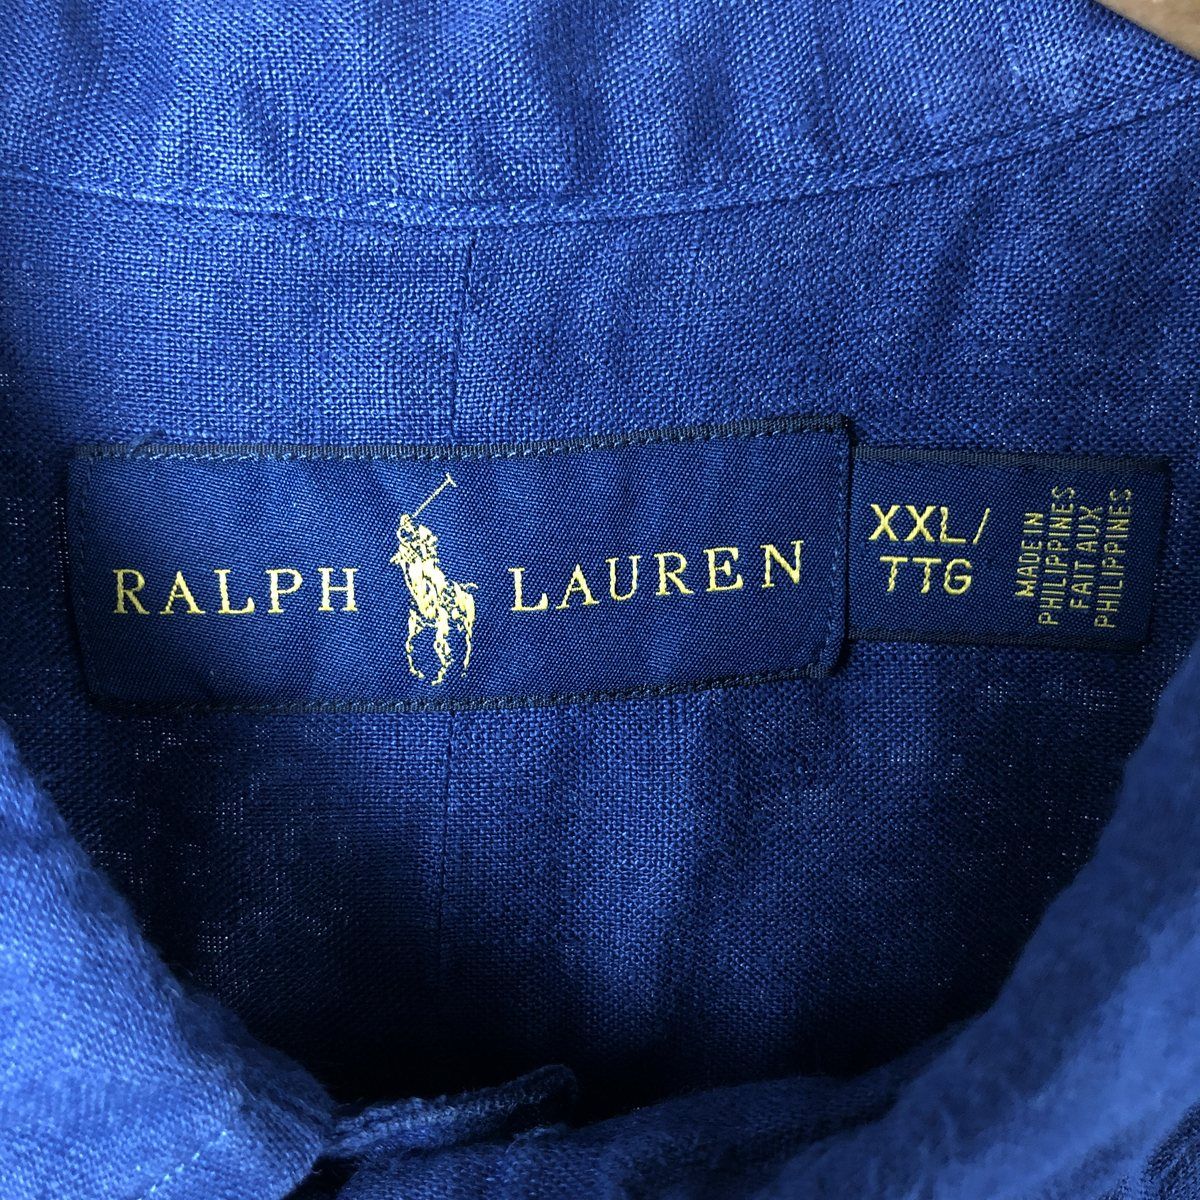 RALPH LAUREN
XXL/
TTG
MADE IN
PHILIPPINES
FAIT AUX
PHILIPPINES